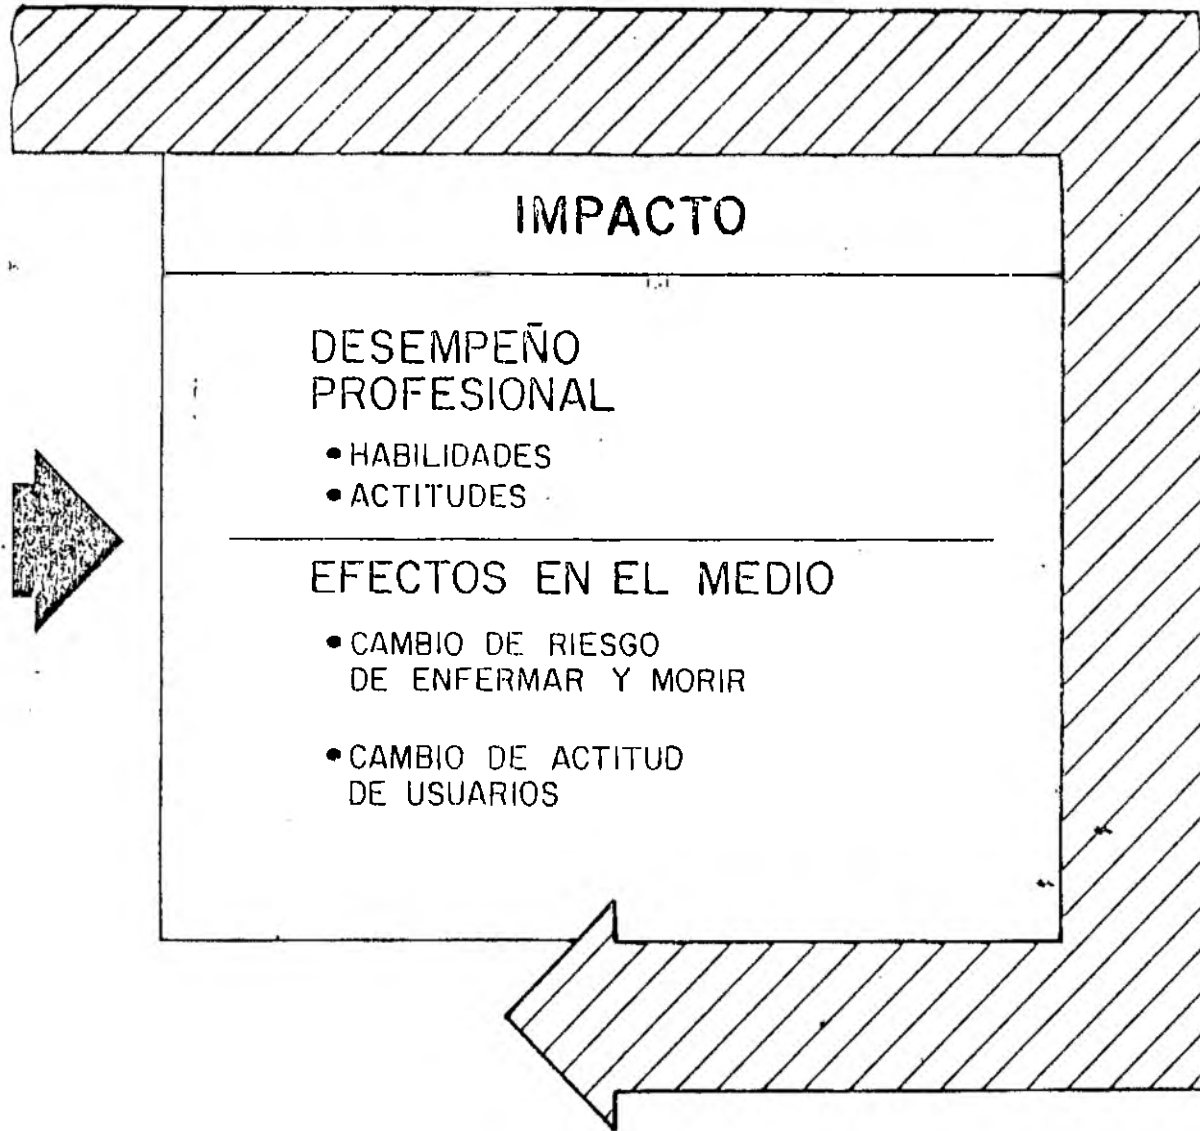 IMPACTO
DESEMPEÑO
PROFESIONAL
• HABILIDADES
• ACTITUDES
EFECTOS EN EL MEDIO
• CAMBIO DE RIESGO
DE ENFERMAR Y MORIR
• CAMBIO DE ACTITUD
DE USUARIOS